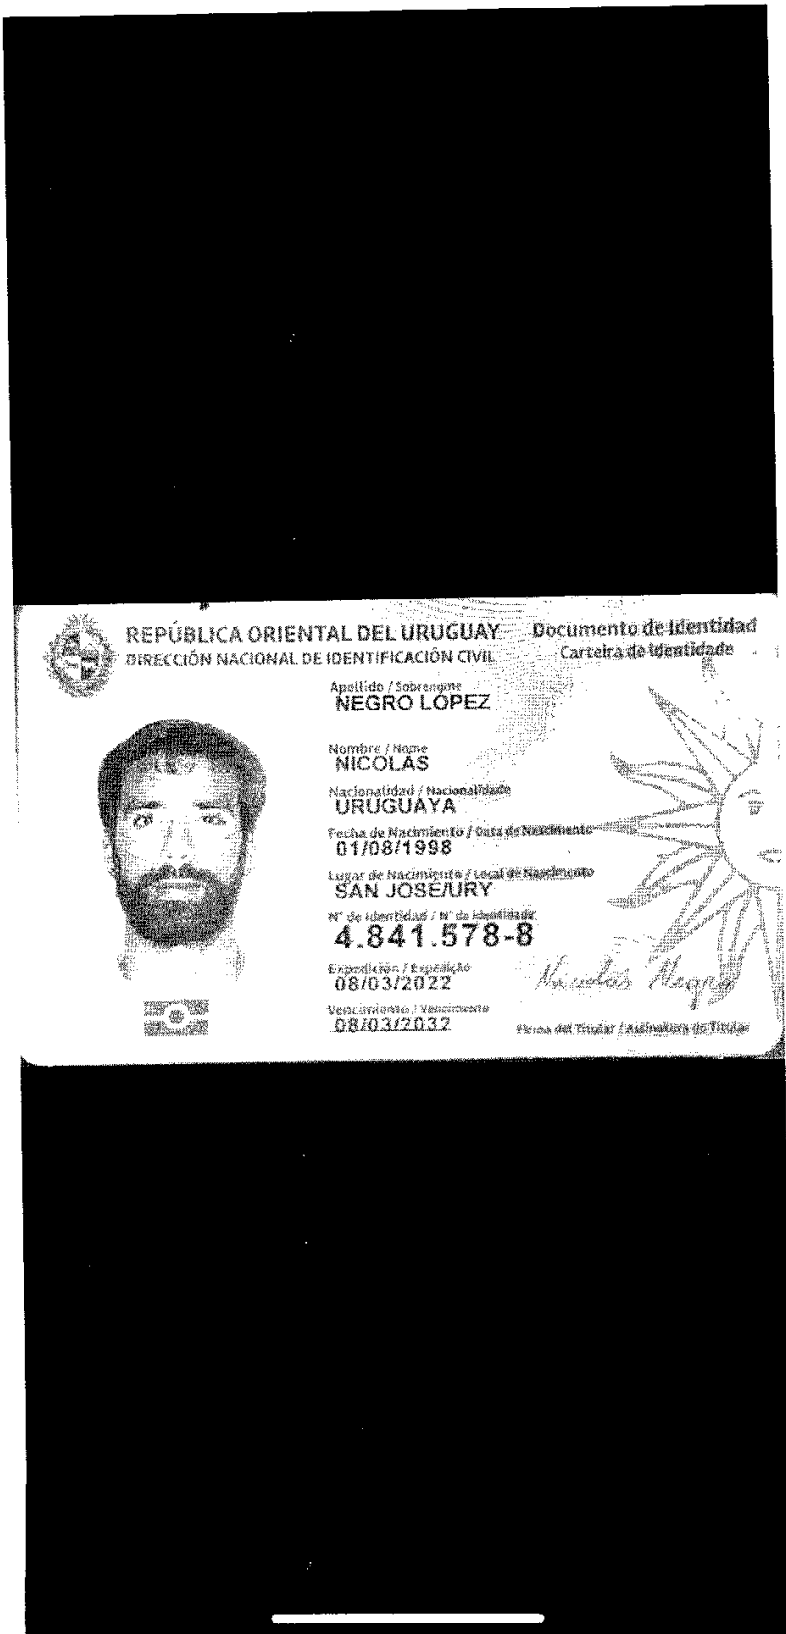 REPÚBLICA ORIENTAL DEL URUGUAY
DIRECCIÓN NACIONAL DE IDENTIFICACIÓN CIVIL
Documento de Identidad
Carteira de Identidade
Apellido / Sobrenome
NEGRO LOPEZ
Nombre / Nome
NICOLAS
Nacionalidad / Nacionalidade
URUGUAYA
Fecha de Nacimiento / Data de Nascimento
01/08/1998
Lugar de Nacimiento / Local de Nascimento
SAN JOSE/URY
N° de Identidad / N° da Identidade
4.841.578-8
Expedición / Expedição
08/03/2022
Vencimiento / Vencimento
08/03/2032
Nicolás Negro
Firma del Titular / Assinatura do Titular